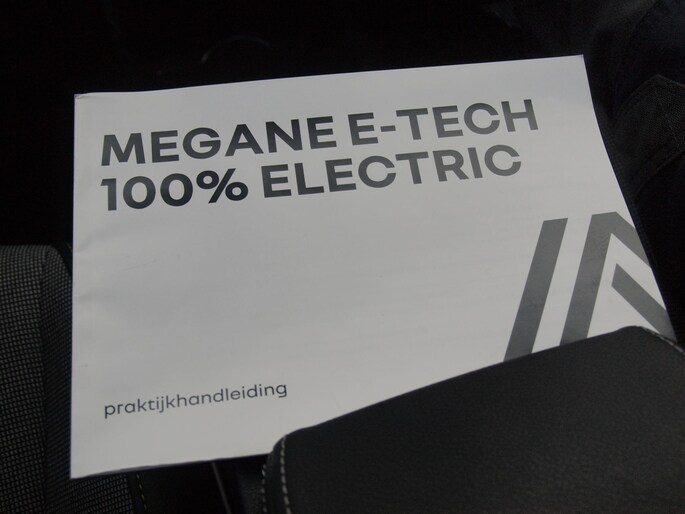 MEGANE E-TECH
100% ELECTRIC
praktijkhandleiding